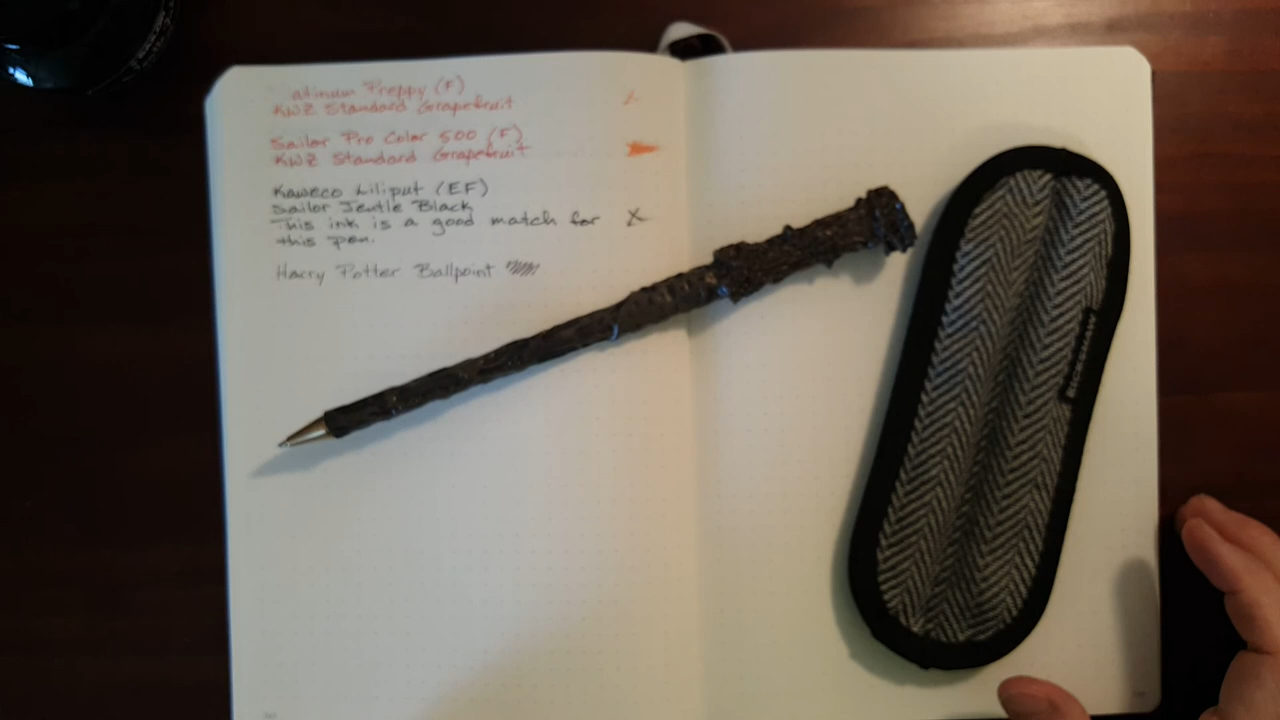 atinum Preppy (F)
KWZ Standard Grapefruit
Sailor Pro Color 500 (F)
KWZ Standard Grapefruit
Kaweco Liliput (EF)
Sailor Jentle Black
This ink is a good match for
this pen.
X
Harry Potter Ballpoint